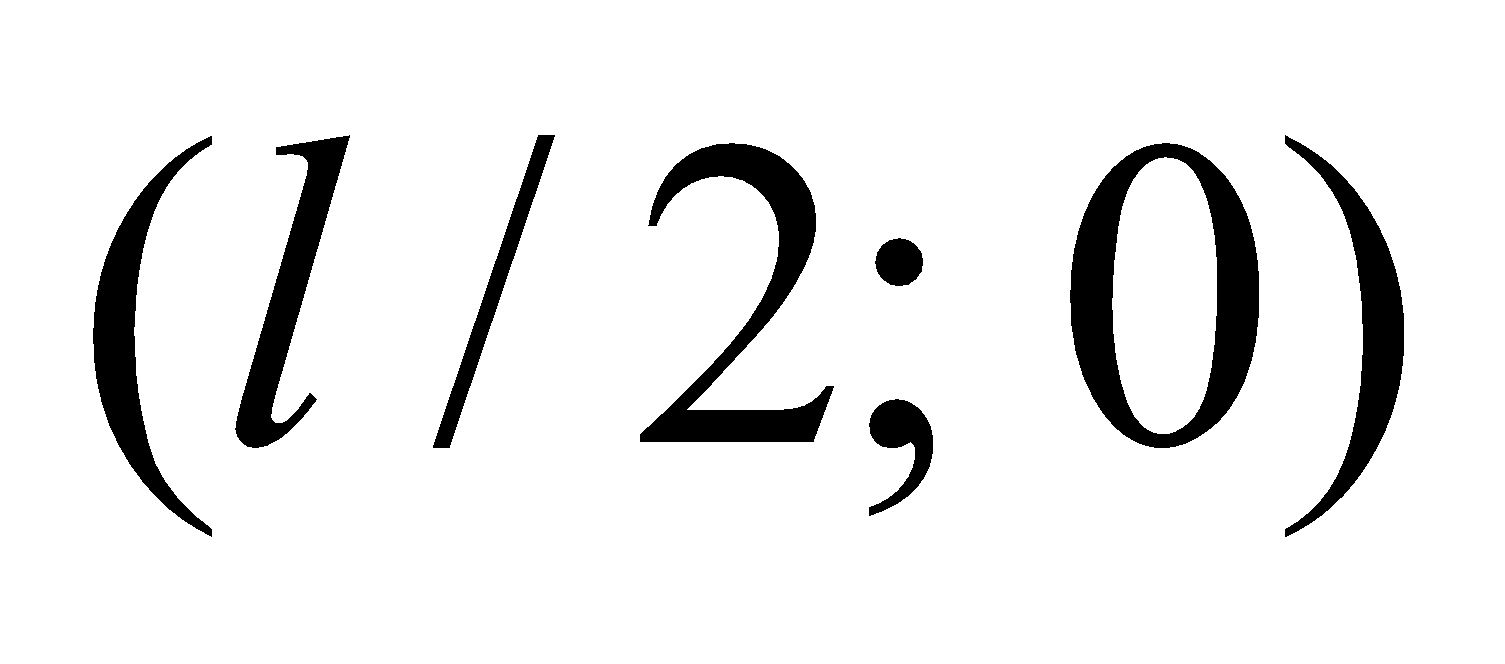 (l / 2; 0)